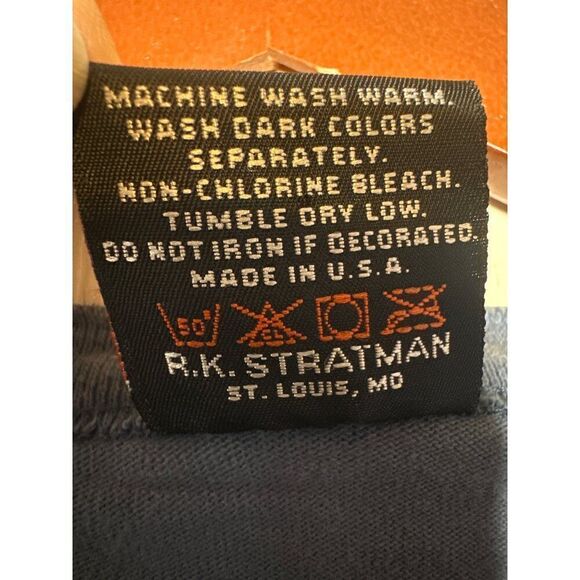 MACHINE WASH WARM.
WASH DARK COLORS
SEPARATELY.
NON-CHLORINE BLEACH.
TUMBLE DRY LOW.
DO NOT IRON IF DECORATED.
MADE IN U.S.A.
50° CL
R.K. STRATMAN
ST. LOUIS, MO